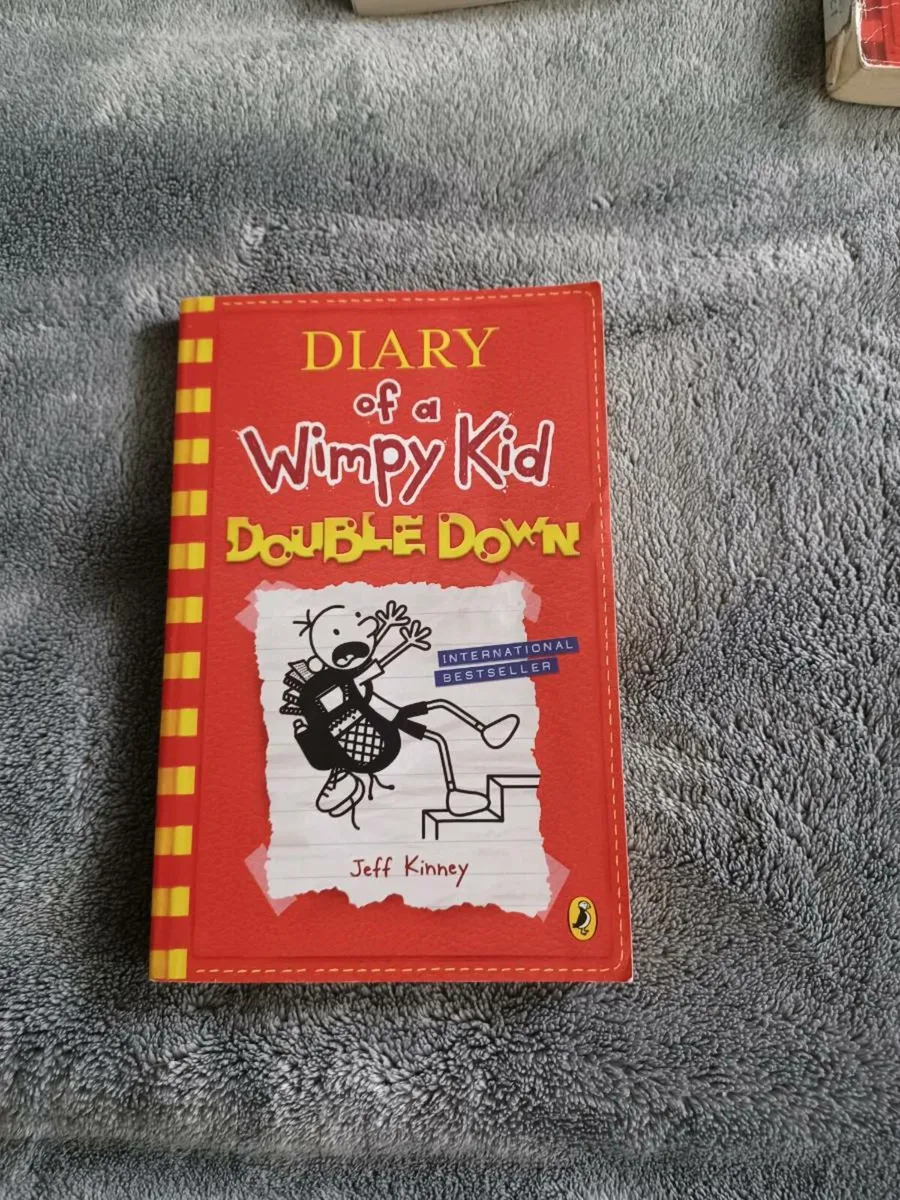 DIARY
of a
Wimpy Kid
DOUBLE DOWN
INTERNATIONAL
BESTSELLER
Jeff Kinney